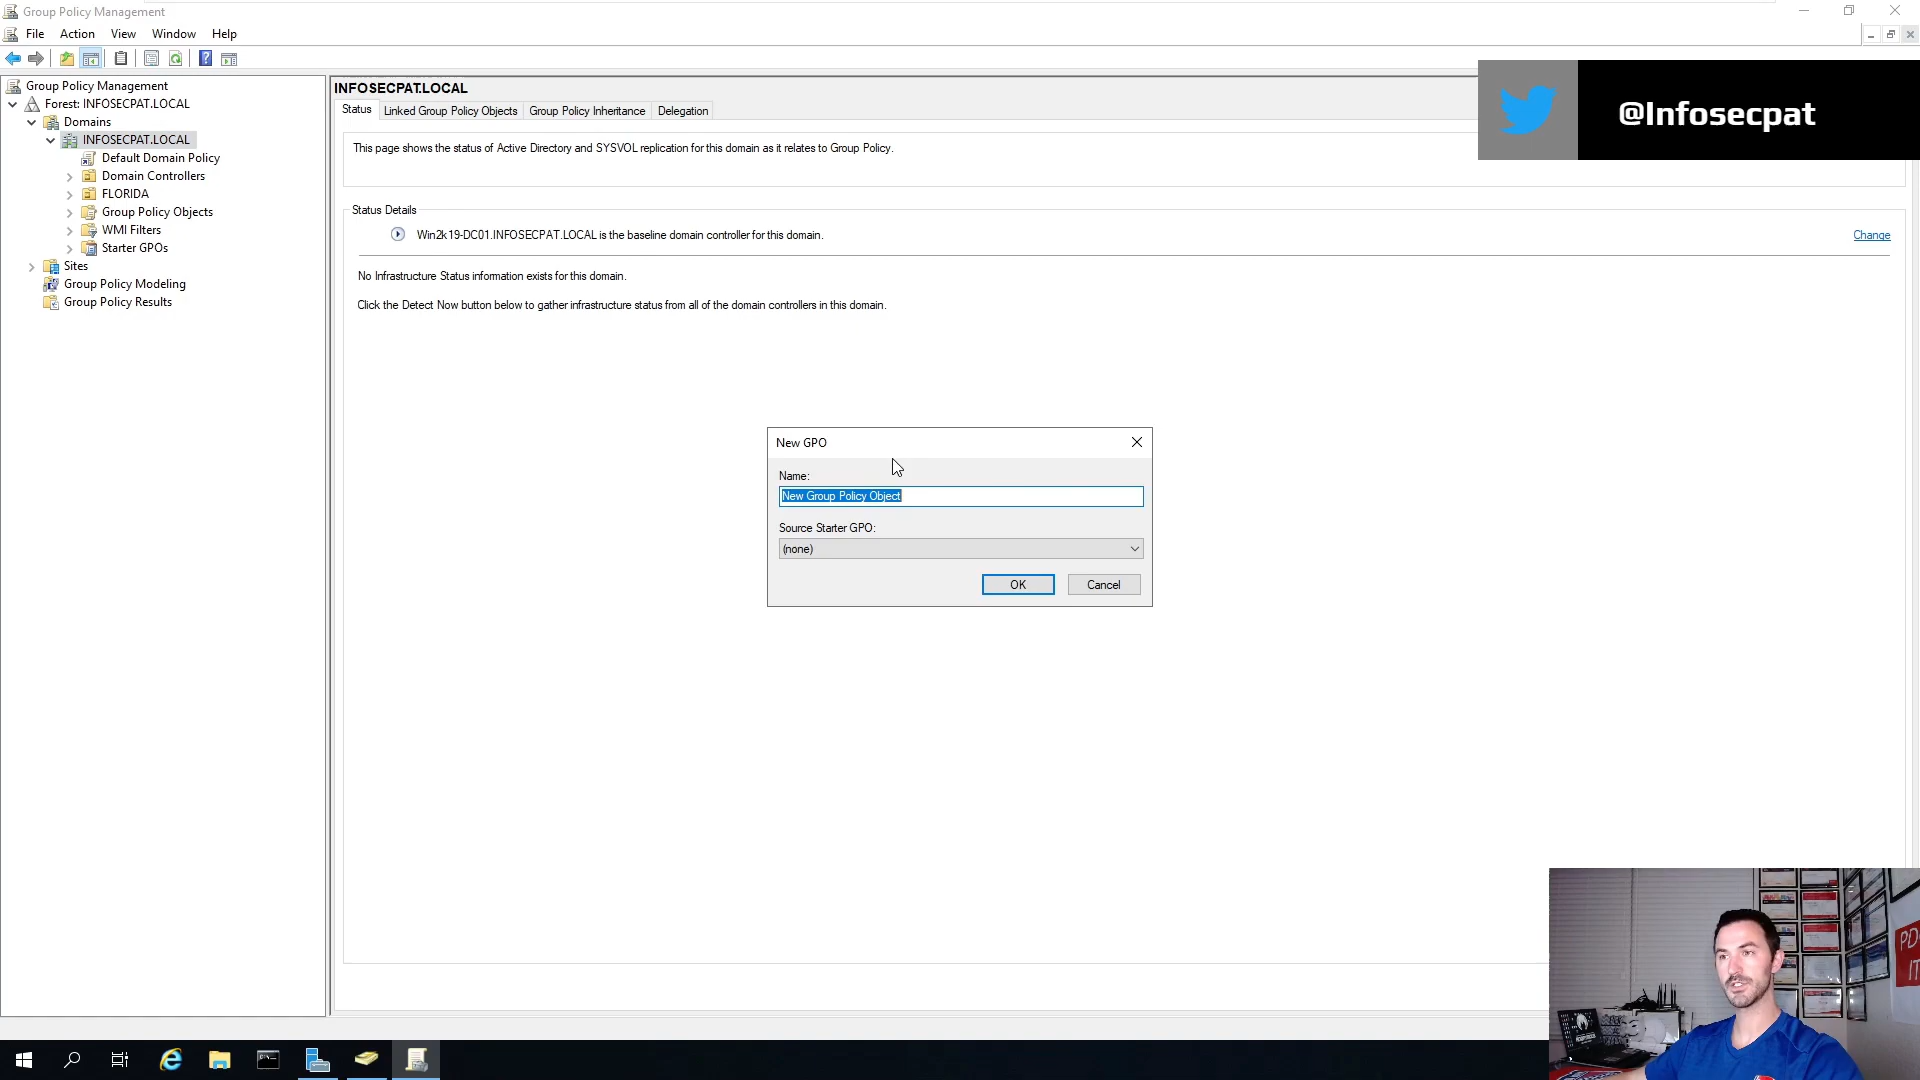 Group Policy Management
File Action View Window Help
Group Policy Management
Forest: INFOSECPAT.LOCAL
Domains
INFOSECPAT.LOCAL
Default Domain Policy
Domain Controllers
FLORIDA
Group Policy Objects
WMI Filters
Starter GPOs
Sites
Group Policy Modeling
Group Policy Results
INFOSECPAT.LOCAL
Status Linked Group Policy Objects Group Policy Inheritance Delegation
This page shows the status of Active Directory and SYSVOL replication for this domain as it relates to Group Policy.
Status Details
Win2k19-DC01.INFOSECPAT.LOCAL is the baseline domain controller for this domain.
Change
No Infrastructure Status information exists for this domain.
Click the Detect Now button below to gather infrastructure status from all of the domain controllers in this domain.
@Infosecpat
New GPO
Name:
New Group Policy Object
Source Starter GPO:
(none)
OK Cancel